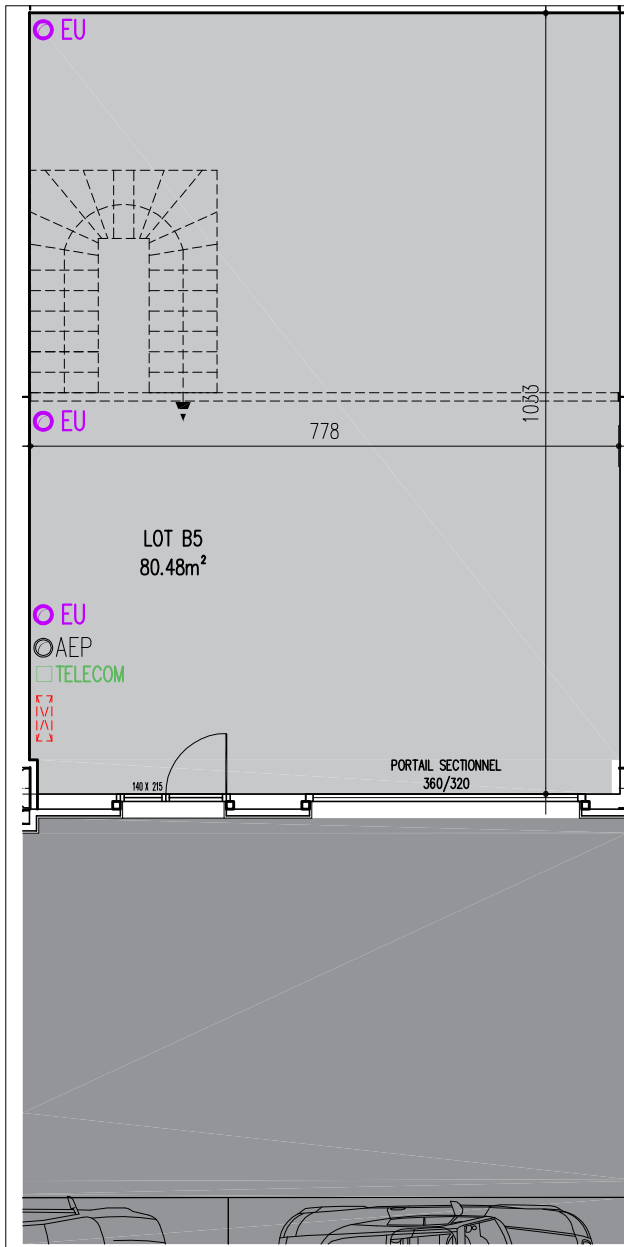 EU
1033
EU
778
LOT B5
80.48m²
EU
AEP
TELECOM
PORTAIL SECTIONNEL
360/320
140 X 215